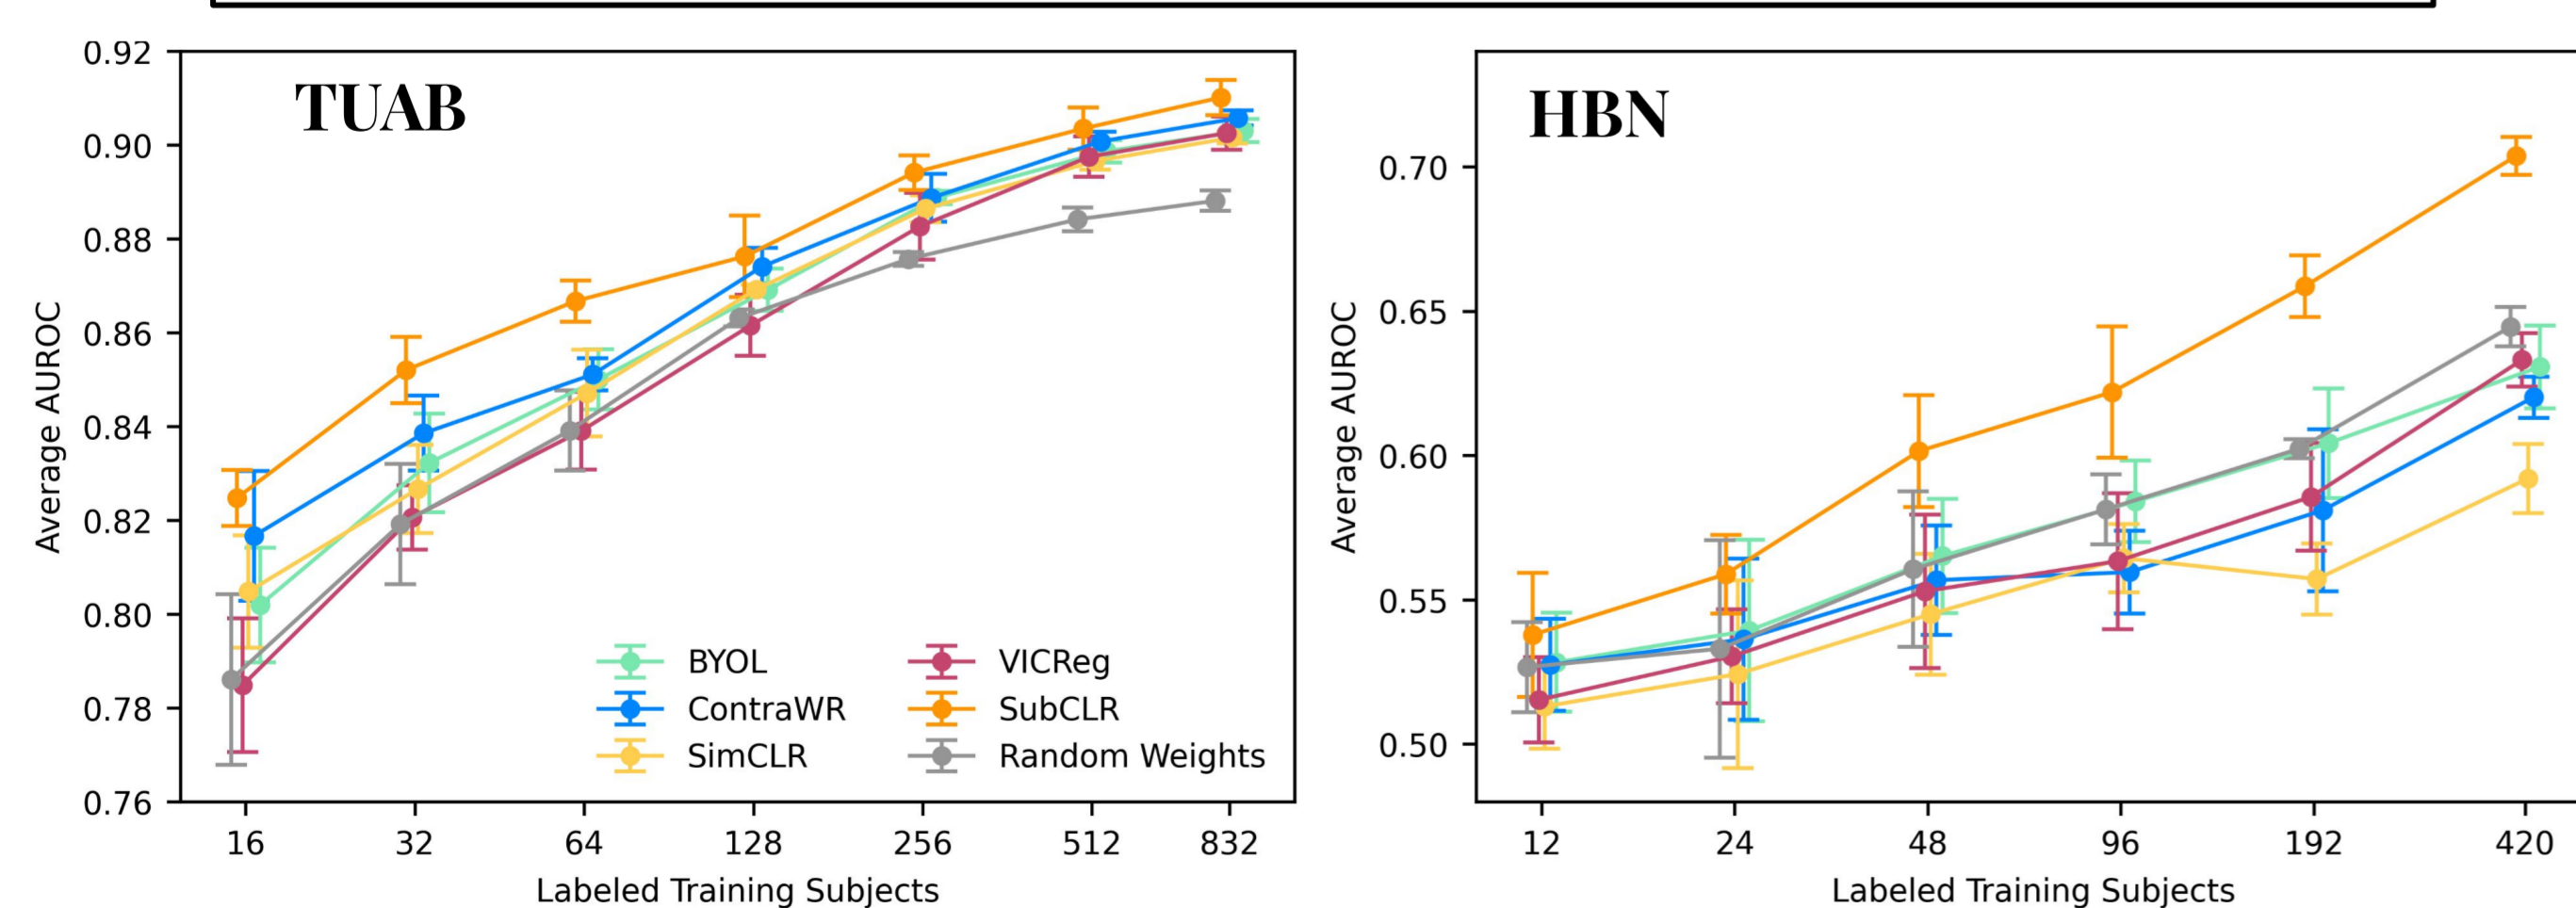 TUAB
0.92
0.90
0.88
0.86
0.84
0.82
0.80
0.78
0.76
Average AUROC
BYOL
ContraWR
SimCLR
VICReg
SubCLR
Random Weights
16 32 64 128 256 512 832
Labeled Training Subjects
HBN
0.70
0.65
0.60
0.55
0.50
Average AUROC
12 24 48 96 192 420
Labeled Training Subjects